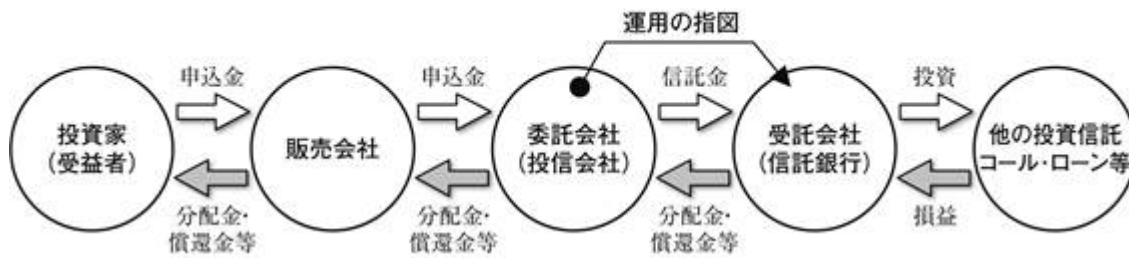 運用の指図
申込金
申込金
信託金
投資
投資家
(受益者)
販売会社
委託会社
(投信会社)
受託会社
(信託銀行)
他の投資信託
コール・ローン等
分配金・
償還金等
分配金・
償還金等
分配金・
償還金等
損益